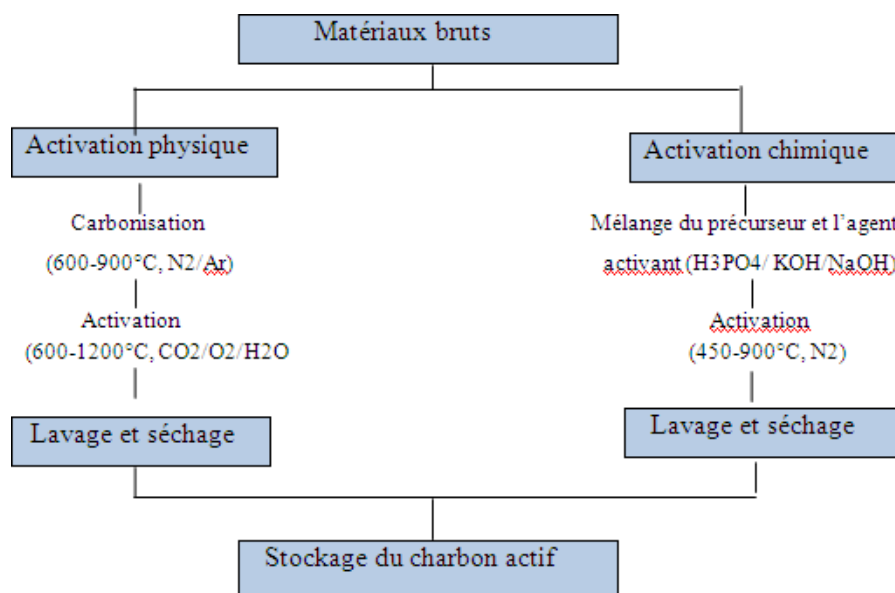 Matériaux bruts
Activation physique
Carbonisation
(600-900°C, N2/Ar)
Activation
(600-1200°C, CO2/O2/H2O
Lavage et séchage
Activation chimique
Mélange du précurseur et l'agent
activant (H3PO4/ KOH/NaOH)
Activation
(450-900°C, N2)
Lavage et séchage
Stockage du charbon actif